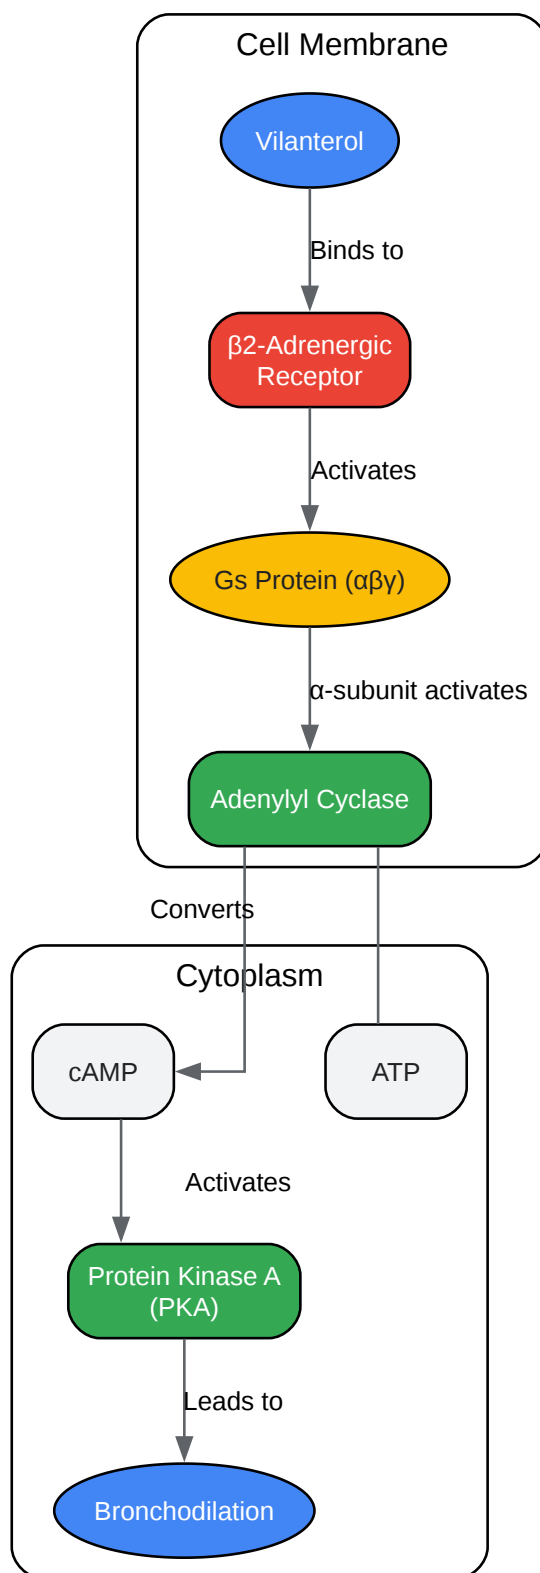 Cell Membrane
Vilanterol
Binds to
β2-Adrenergic
Receptor
Activates
Gs Protein (αβγ)
α-subunit activates
Adenylyl Cyclase
Converts
Cytoplasm
cAMP
ATP
Activates
Protein Kinase A
(PKA)
Leads to
Bronchodilation